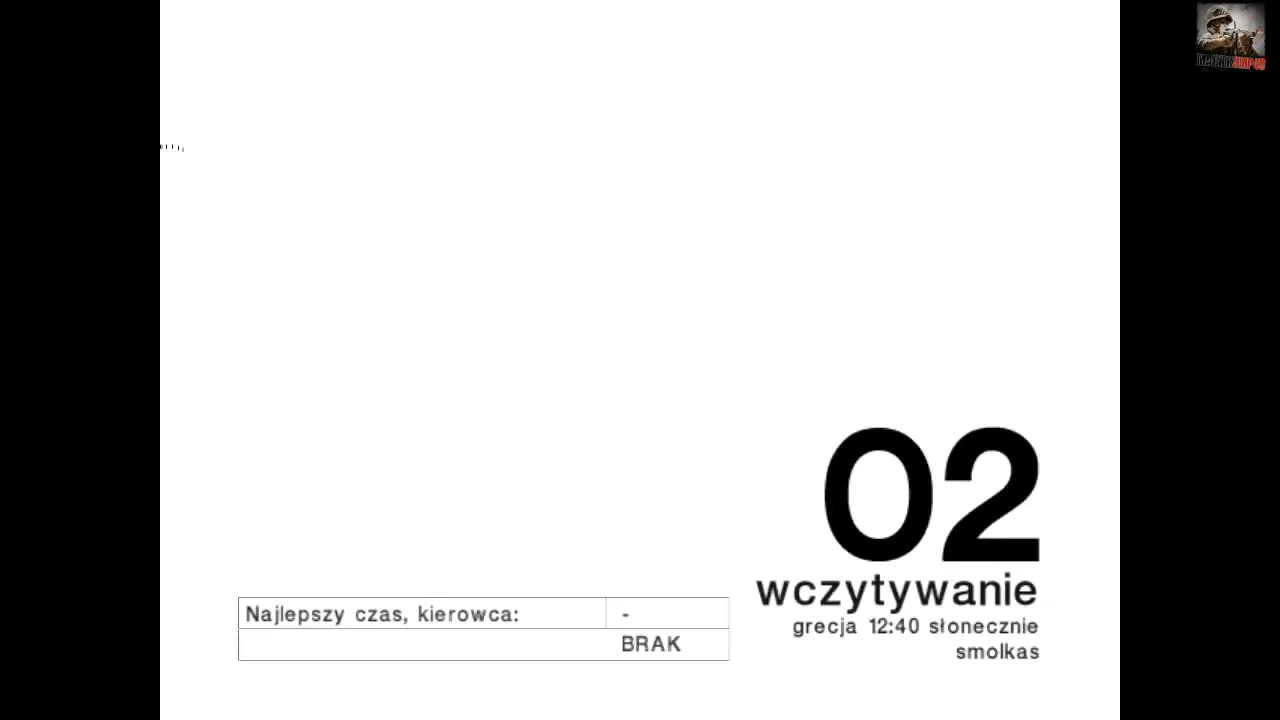 02
wczytywanie
grecja 12:40 słonecznie
smolkas
Najlepszy czas, kierowca: -
BRAK